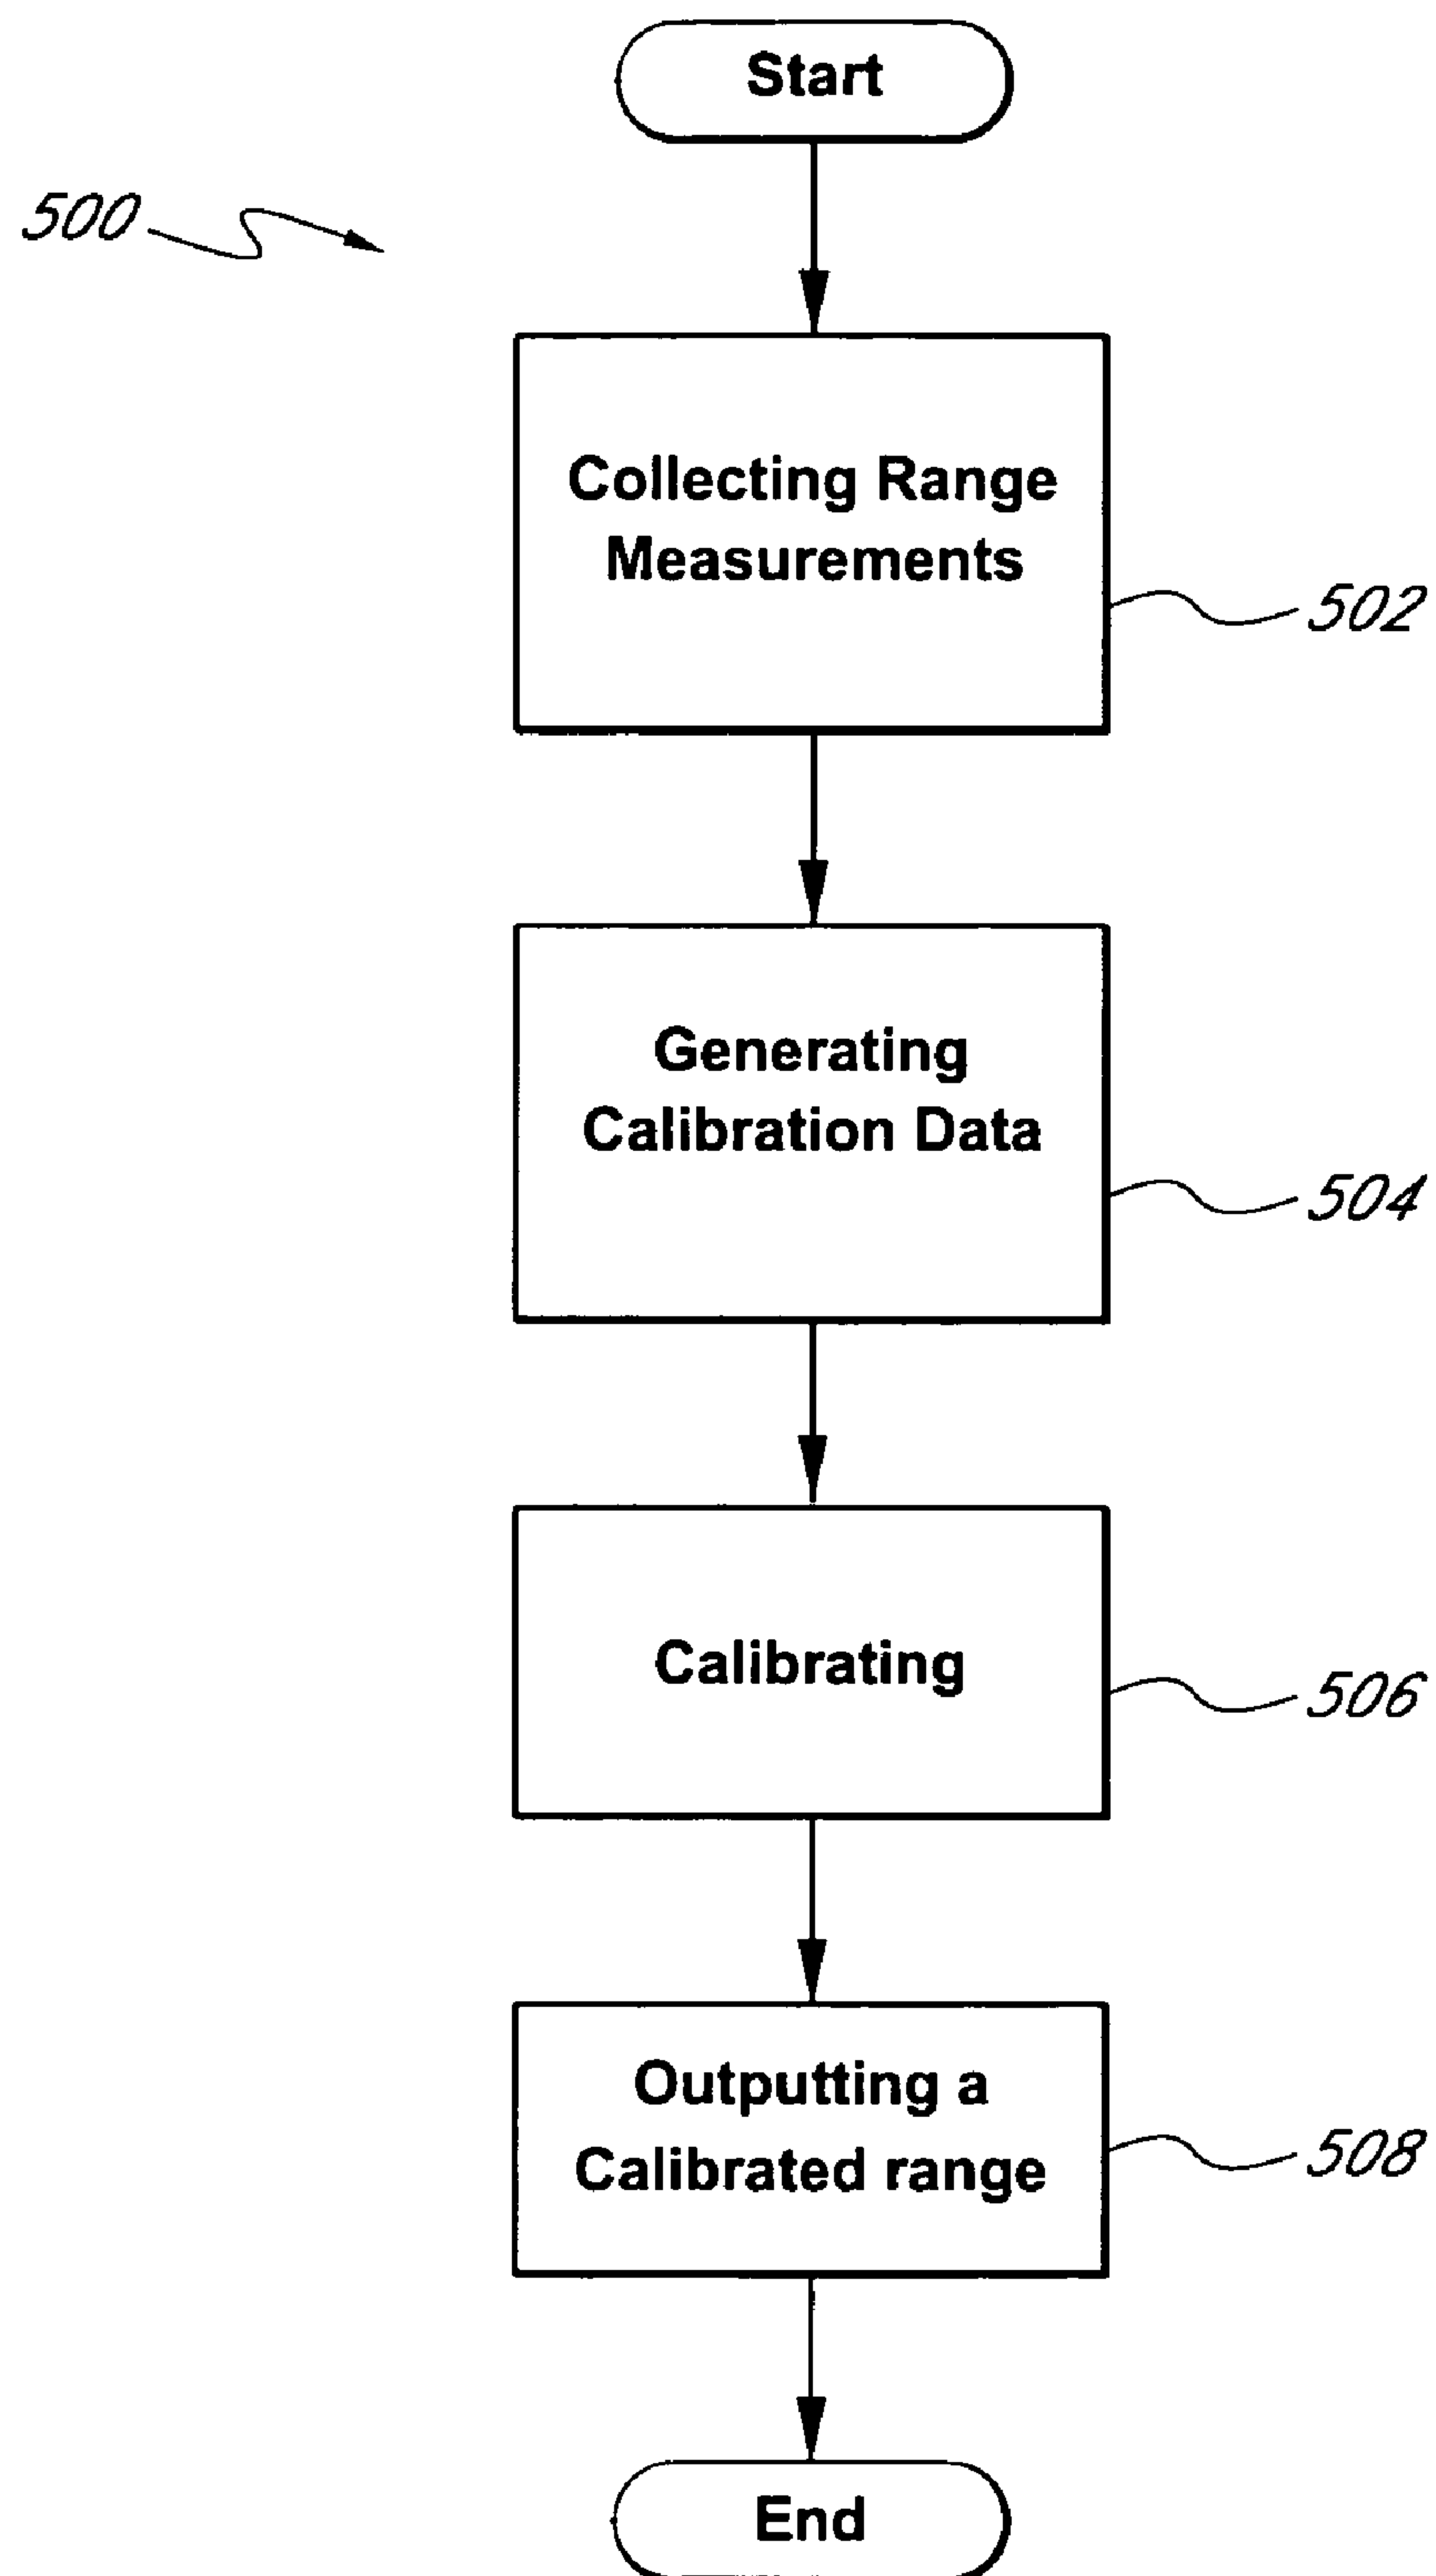 Start
500
Collecting Range
Measurements
502
Generating
Calibration Data
504
Calibrating
506
Outputting a
Calibrated range
508
End